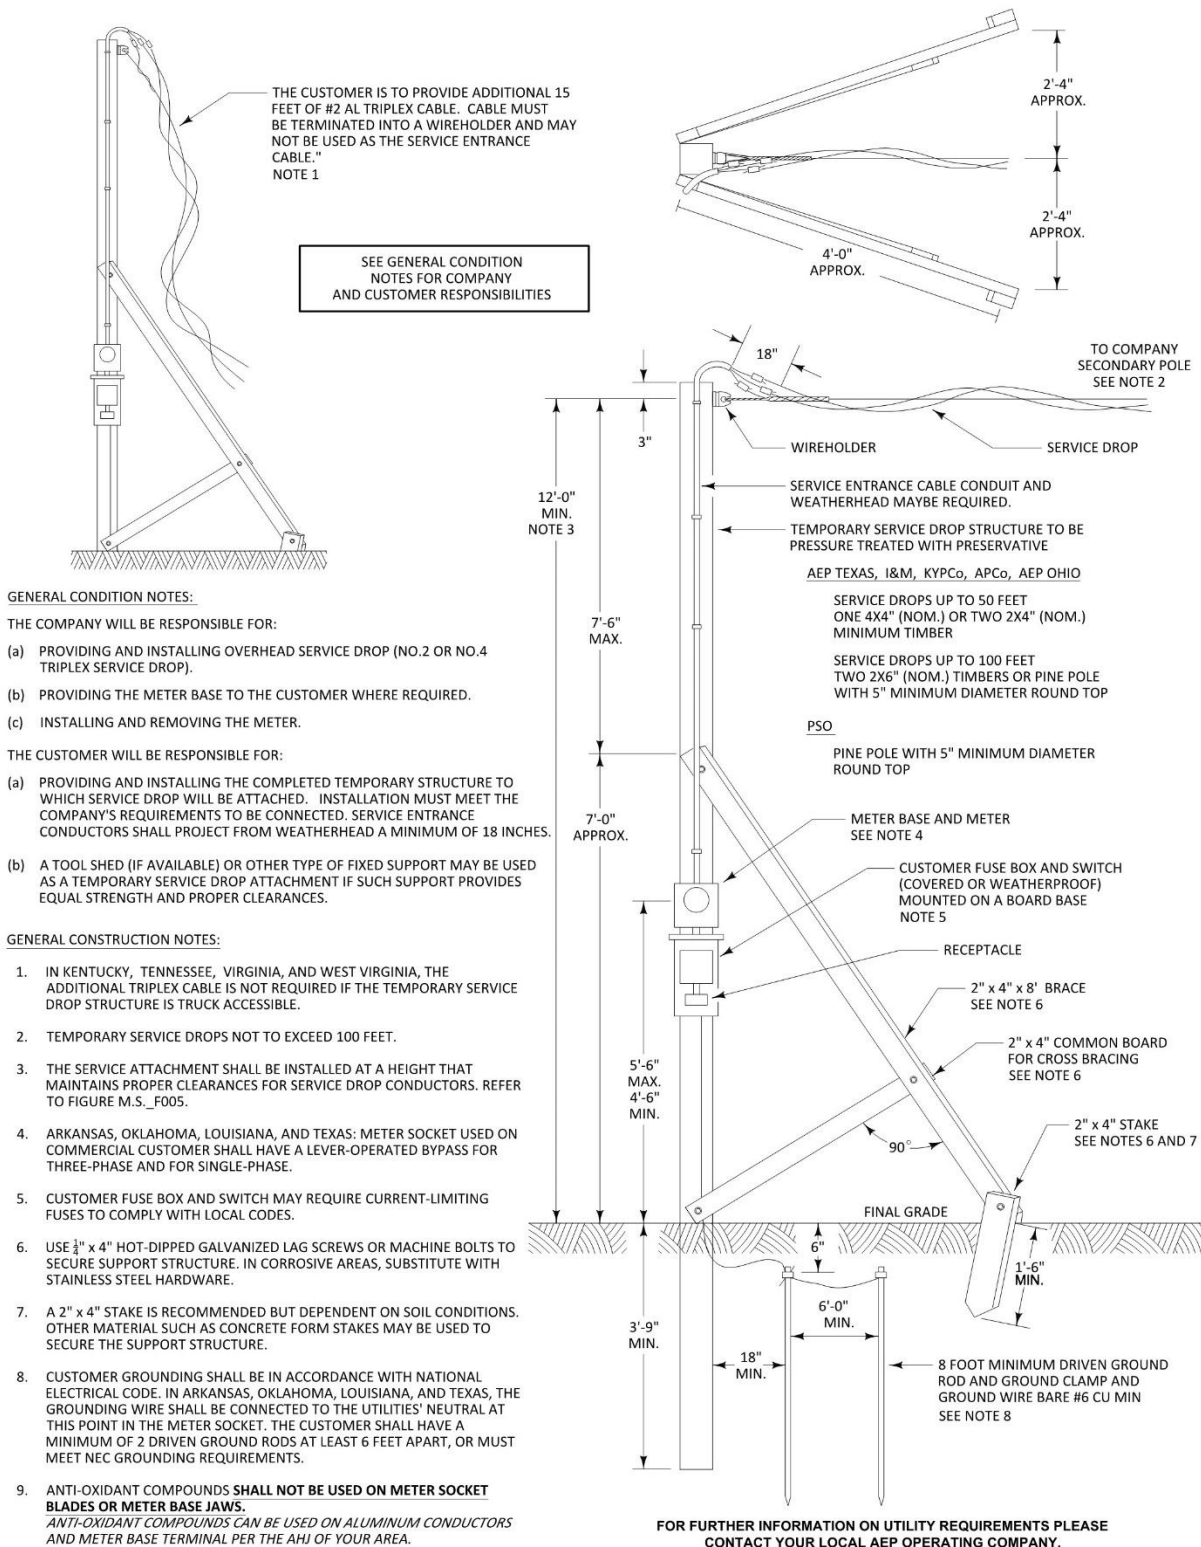 THE CUSTOMER IS TO PROVIDE ADDITIONAL 15
FEET OF #2 AL TRIPLEX CABLE.  CABLE MUST
BE TERMINATED INTO A WIREHOLDER AND MAY
NOT BE USED AS THE SERVICE ENTRANCE
CABLE."
NOTE 1
SEE GENERAL CONDITION
NOTES FOR COMPANY
AND CUSTOMER RESPONSIBILITIES
2'-4"
APPROX.
2'-4"
APPROX.
4'-0"
APPROX.
18"
TO COMPANY
SECONDARY POLE
SEE NOTE 2
3"
WIREHOLDER
SERVICE DROP
12'-0"
MIN.
NOTE 3
SERVICE ENTRANCE CABLE CONDUIT AND
WEATHERHEAD MAYBE REQUIRED.
TEMPORARY SERVICE DROP STRUCTURE TO BE
PRESSURE TREATED WITH PRESERVATIVE
AEP TEXAS, I&M, KYPCo, APCo, AEP OHIO
SERVICE DROPS UP TO 50 FEET
ONE 4X4" (NOM.) OR TWO 2X4" (NOM.)
MINIMUM TIMBER
SERVICE DROPS UP TO 100 FEET
TWO 2X6" (NOM.) TIMBERS OR PINE POLE
WITH 5" MINIMUM DIAMETER ROUND TOP
PSO
PINE POLE WITH 5" MINIMUM DIAMETER
ROUND TOP
7'-6"
MAX.
7'-0"
APPROX.
METER BASE AND METER
SEE NOTE 4
CUSTOMER FUSE BOX AND SWITCH
(COVERED OR WEATHERPROOF)
MOUNTED ON A BOARD BASE
NOTE 5
RECEPTACLE
2" x 4" x 8'  BRACE
SEE NOTE 6
2" x 4" COMMON BOARD
FOR CROSS BRACING
SEE NOTE 6
5'-6"
MAX.
4'-6"
MIN.
90°
2" x 4" STAKE
SEE NOTES 6 AND 7
FINAL GRADE
6"
1'-6"
MIN.
6'-0"
MIN.
3'-9"
MIN.
18"
MIN.
8 FOOT MINIMUM DRIVEN GROUND
ROD AND GROUND CLAMP AND
GROUND WIRE BARE #6 CU MIN
SEE NOTE 8
GENERAL CONDITION NOTES:
THE COMPANY WILL BE RESPONSIBLE FOR:
(a) PROVIDING AND INSTALLING OVERHEAD SERVICE DROP (NO.2 OR NO.4
TRIPLEX SERVICE DROP).
(b) PROVIDING THE METER BASE TO THE CUSTOMER WHERE REQUIRED.
(c) INSTALLING AND REMOVING THE METER.
THE CUSTOMER WILL BE RESPONSIBLE FOR:
(a) PROVIDING AND INSTALLING THE COMPLETED TEMPORARY STRUCTURE TO
WHICH SERVICE DROP WILL BE ATTACHED.  INSTALLATION MUST MEET THE
COMPANY'S REQUIREMENTS TO BE CONNECTED. SERVICE ENTRANCE
CONDUCTORS SHALL PROJECT FROM WEATHERHEAD A MINIMUM OF 18 INCHES.
(b) A TOOL SHED (IF AVAILABLE) OR OTHER TYPE OF FIXED SUPPORT MAY BE USED
AS A TEMPORARY SERVICE DROP ATTACHMENT IF SUCH SUPPORT PROVIDES
EQUAL STRENGTH AND PROPER CLEARANCES.
GENERAL CONSTRUCTION NOTES:
1. IN KENTUCKY,  TENNESSEE,  VIRGINIA, AND WEST VIRGINIA, THE
ADDITIONAL TRIPLEX CABLE IS NOT REQUIRED IF THE TEMPORARY SERVICE
DROP STRUCTURE IS TRUCK ACCESSIBLE.
2. TEMPORARY SERVICE DROPS NOT TO EXCEED 100 FEET.
3. THE SERVICE ATTACHMENT SHALL BE INSTALLED AT A HEIGHT THAT
MAINTAINS PROPER CLEARANCES FOR SERVICE DROP CONDUCTORS. REFER
TO FIGURE M.S._F005.
4. ARKANSAS, OKLAHOMA, LOUISIANA, AND TEXAS: METER SOCKET USED ON
COMMERCIAL CUSTOMER SHALL HAVE A LEVER-OPERATED BYPASS FOR
THREE-PHASE AND FOR SINGLE-PHASE.
5. CUSTOMER FUSE BOX AND SWITCH MAY REQUIRE CURRENT-LIMITING
FUSES TO COMPLY WITH LOCAL CODES.
6. USE ¼" x 4" HOT-DIPPED GALVANIZED LAG SCREWS OR MACHINE BOLTS TO
SECURE SUPPORT STRUCTURE. IN CORROSIVE AREAS, SUBSTITUTE WITH
STAINLESS STEEL HARDWARE.
7. A 2" x 4" STAKE IS RECOMMENDED BUT DEPENDENT ON SOIL CONDITIONS.
OTHER MATERIAL SUCH AS CONCRETE FORM STAKES MAY BE USED TO
SECURE THE SUPPORT STRUCTURE.
8. CUSTOMER GROUNDING SHALL BE IN ACCORDANCE WITH NATIONAL
ELECTRICAL CODE. IN ARKANSAS, OKLAHOMA, LOUISIANA, AND TEXAS, THE
GROUNDING WIRE SHALL BE CONNECTED TO THE UTILITIES' NEUTRAL AT
THIS POINT IN THE METER SOCKET. THE CUSTOMER SHALL HAVE A
MINIMUM OF 2 DRIVEN GROUND RODS AT LEAST 6 FEET APART, OR MUST
MEET NEC GROUNDING REQUIREMENTS.
9. ANTI-OXIDANT COMPOUNDS SHALL NOT BE USED ON METER SOCKET
BLADES OR METER BASE JAWS.
ANTI-OXIDANT COMPOUNDS CAN BE USED ON ALUMINUM CONDUCTORS
AND METER BASE TERMINAL PER THE AHJ OF YOUR AREA.
FOR FURTHER INFORMATION ON UTILITY REQUIREMENTS PLEASE
CONTACT YOUR LOCAL AEP OPERATING COMPANY.